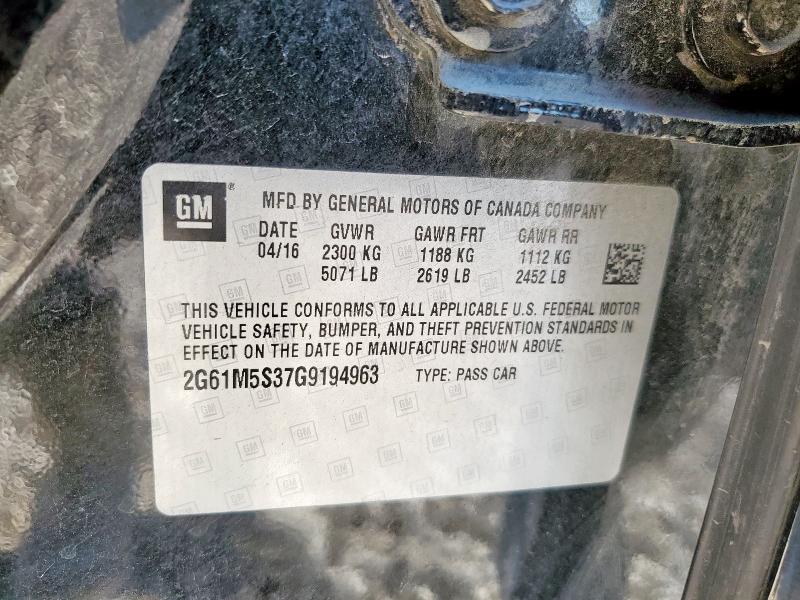 GM® MFD BY GENERAL MOTORS OF CANADA COMPANY
DATE GVWR GAWR FRT GAWR RR
04/16 2300 KG 1188 KG 1112 KG
5071 LB 2619 LB 2452 LB
THIS VEHICLE CONFORMS TO ALL APPLICABLE U.S. FEDERAL MOTOR
VEHICLE SAFETY, BUMPER, AND THEFT PREVENTION STANDARDS IN
EFFECT ON THE DATE OF MANUFACTURE SHOWN ABOVE.
2G61M5S37G9194963 TYPE: PASS CAR